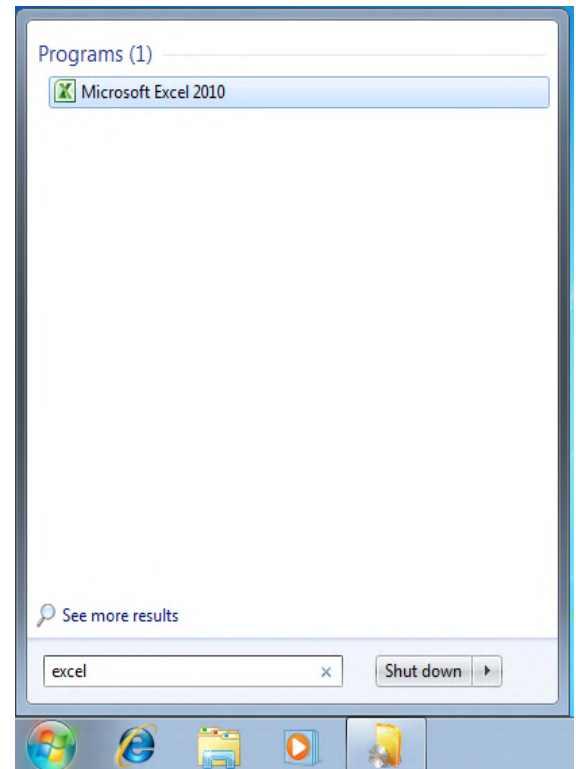 Programs (1)
Microsoft Excel 2010
See more results
excel
Shut down